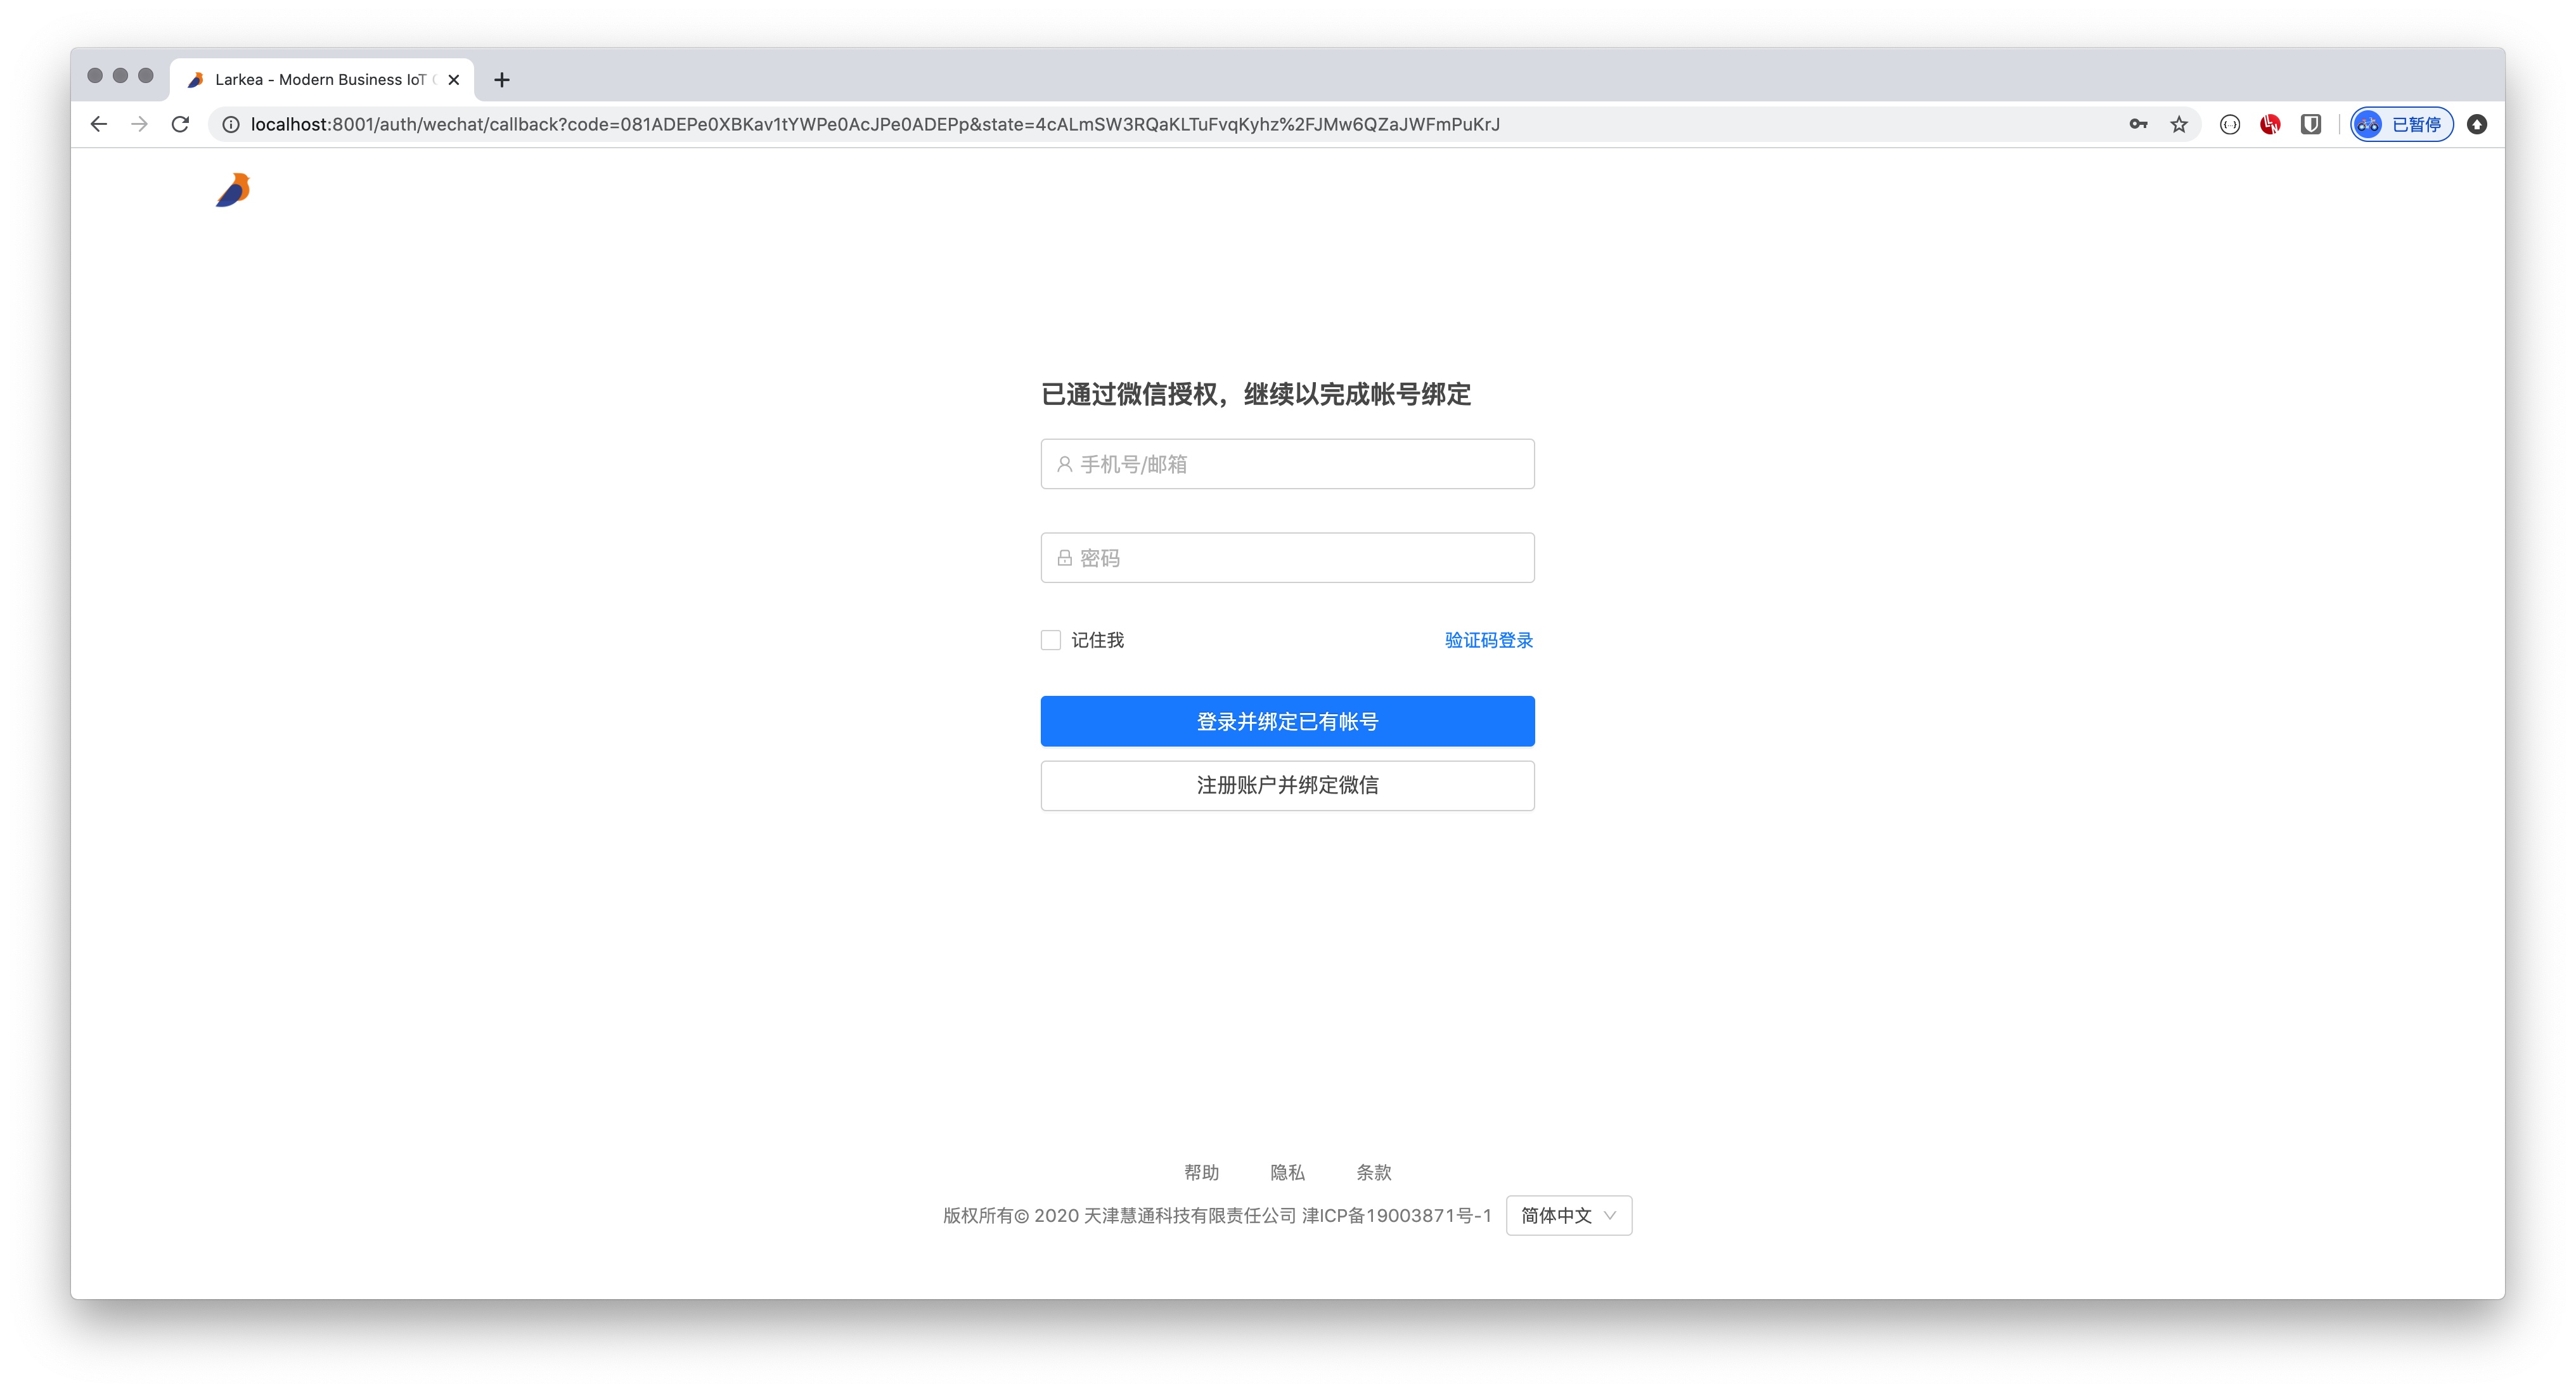 Larkea - Modern Business IoT
localhost:8001/auth/wechat/callback?code=081ADEPe0XBKav1tYWPe0AcJPe0ADEPp&state=4cALmSW3RQaKLTuFvqKyhz%2FJMw6QZaJWFmPuKrJ
已暂停
已通过微信授权，继续以完成帐号绑定
手机号/邮箱
密码
记住我 验证码登录
登录并绑定已有帐号
注册账户并绑定微信
帮助 隐私 条款
版权所有© 2020 天津慧通科技有限责任公司 津ICP备19003871号-1 简体中文